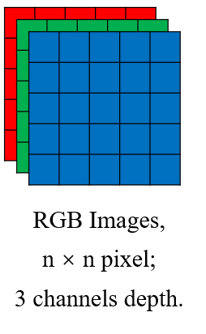 RGB Images,
n × n pixel;
3 channels depth.